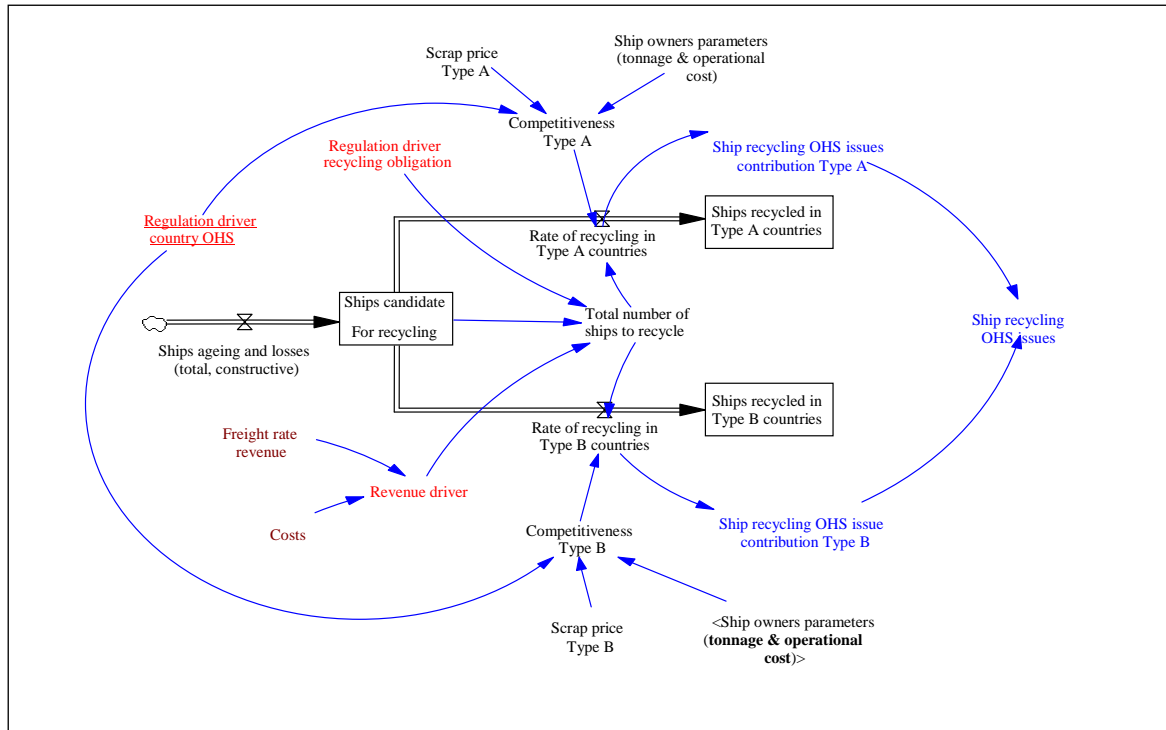 Ship owners parameters
(tonnage & operational
cost)
Scrap price
Type A
Competitiveness
Type A
Regulation driver
recycling obligation
Ship recycling OHS issues
contribution Type A
Regulation driver
country OHS
Ships recycled in
Type A countries
Rate of recycling in
Type A countries
Ships candidate
For recycling
Total number of
ships to recycle
Ship recycling
OHS issues
Ships ageing and losses
(total, constructive)
Ships recycled in
Type B countries
Rate of recycling in
Type B countries
Freight rate
revenue
Revenue driver
Costs
Competitiveness
Type B
Ship recycling OHS issue
contribution Type B
Scrap price
Type B
<Ship owners parameters
(tonnage & operational
cost)>